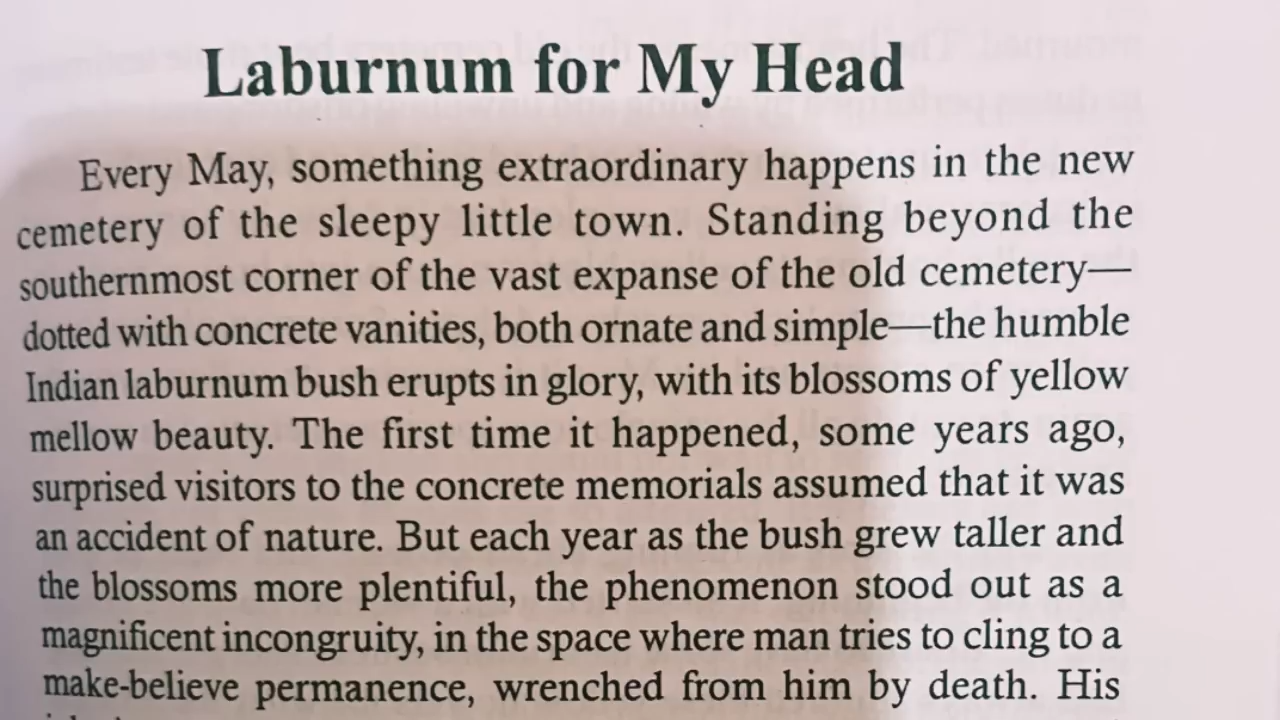 Laburnum for My Head
Every May, something extraordinary happens in the new
cemetery of the sleepy little town. Standing beyond the
southernmost corner of the vast expanse of the old cemetery—
dotted with concrete vanities, both ornate and simple—the humble
Indian laburnum bush erupts in glory, with its blossoms of yellow
mellow beauty. The first time it happened, some years ago,
surprised visitors to the concrete memorials assumed that it was
an accident of nature. But each year as the bush grew taller and
the blossoms more plentiful, the phenomenon stood out as a
magnificent incongruity, in the space where man tries to cling to a
make-believe permanence, wrenched from him by death. His